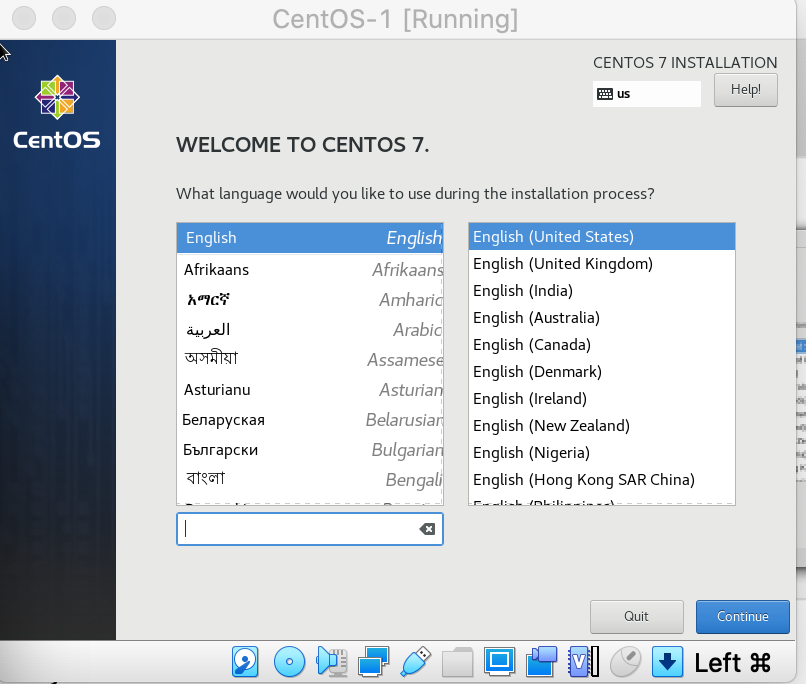 CentOS-1 [Running]
CENTOS 7 INSTALLATION
us
Help!
CentOS
WELCOME TO CENTOS 7.
What language would you like to use during the installation process?
English English
Afrikaans Afrikaans
አማርኛ Amharic
العربية Arabic
অসমীয়া Assamese
Asturianu Asturian
Беларуская Belarusian
Български Bulgarian
বাংলা Bengali
English (United States)
English (United Kingdom)
English (India)
English (Australia)
English (Canada)
English (Denmark)
English (Ireland)
English (New Zealand)
English (Nigeria)
English (Hong Kong SAR China)
English (Philippines)
Quit
Continue
V
Left ⌘